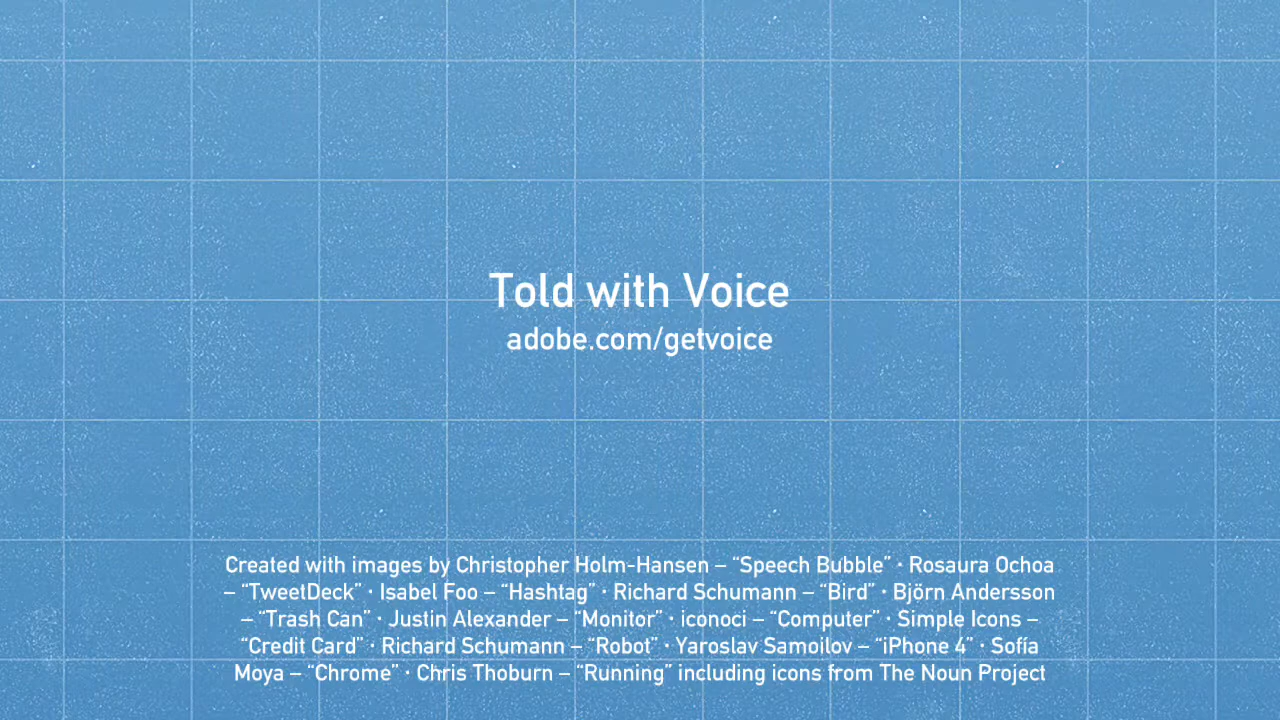 Told with Voice
adobe.com/getvoice
Created with images by Christopher Holm-Hansen – “Speech Bubble” · Rosaura Ochoa
– “TweetDeck” · Isabel Foo – “Hashtag” · Richard Schumann – “Bird” · Björn Andersson
– “Trash Can” · Justin Alexander – “Monitor” · iconoci – “Computer” · Simple Icons –
“Credit Card” · Richard Schumann – “Robot” · Yaroslav Samoilov – “iPhone 4” · Sofía
Moya – “Chrome” · Chris Thoburn – “Running” including icons from The Noun Project